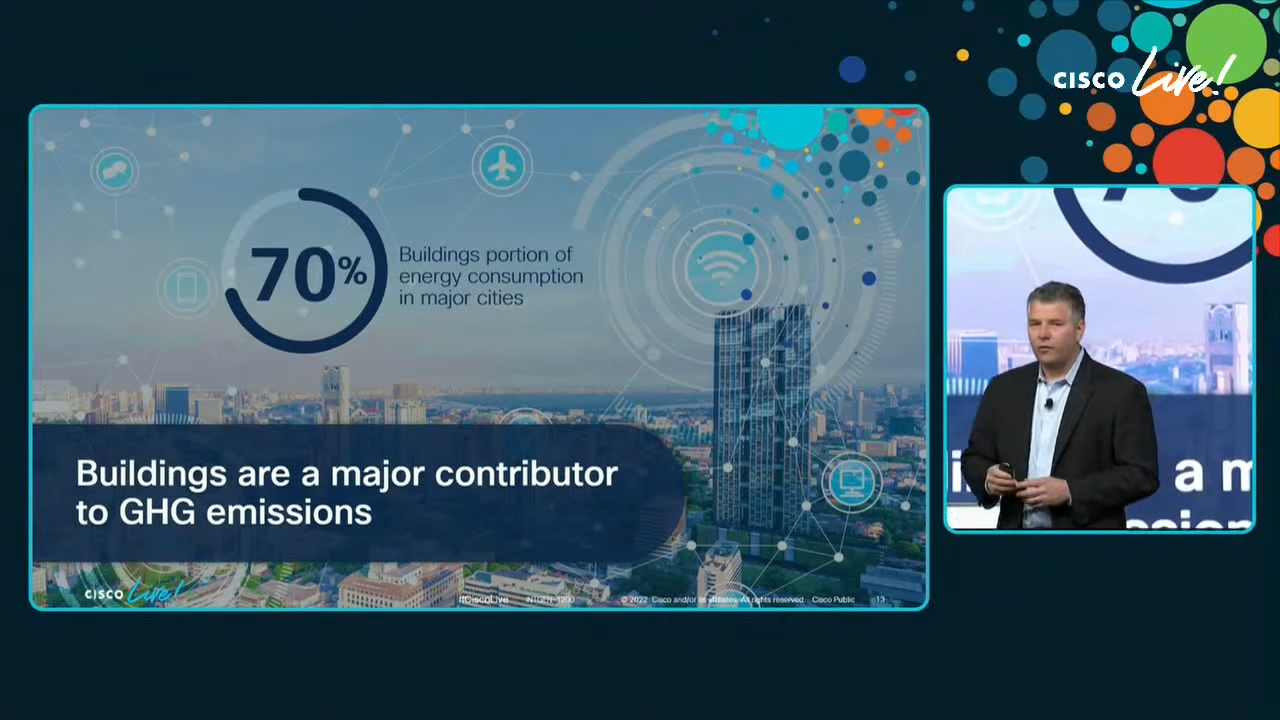 CISCO Live!
70%
Buildings portion of
energy consumption
in major cities
Buildings are a major contributor
to GHG emissions
CISCO Live!
#CiscoLive
© 2022 Cisco and/or its affiliates. All rights reserved. Cisco Public
13
a m